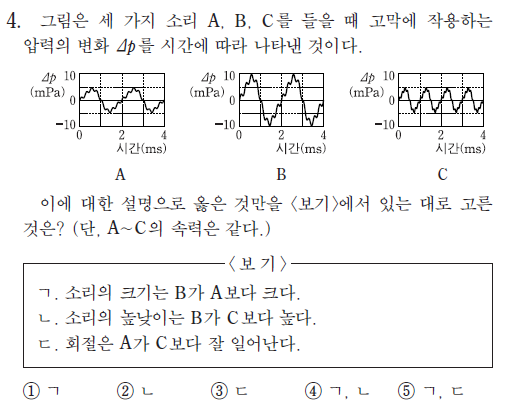 4. 그림은 세 가지 소리 A, B, C를 들을 때 고막에 작용하는
압력의 변화 Δp를 시간에 따라 나타낸 것이다.
Δp 10 Δp 10 Δp 10
(mPa) 0 (mPa) 0 (mPa) 0
-10 -10 -10
0 2 4 0 2 4 0 2 4
시간(ms) 시간(ms) 시간(ms)
A B C
이에 대한 설명으로 옳은 것만을 〈보기〉에서 있는 대로 고른
것은? (단, A~C의 속력은 같다.)
〈보 기〉
ㄱ. 소리의 크기는 B가 A보다 크다.
ㄴ. 소리의 높낮이는 B가 C보다 높다.
ㄷ. 회절은 A가 C보다 잘 일어난다.
① ㄱ ② ㄴ ③ ㄷ ④ ㄱ, ㄴ ⑤ ㄱ, ㄷ